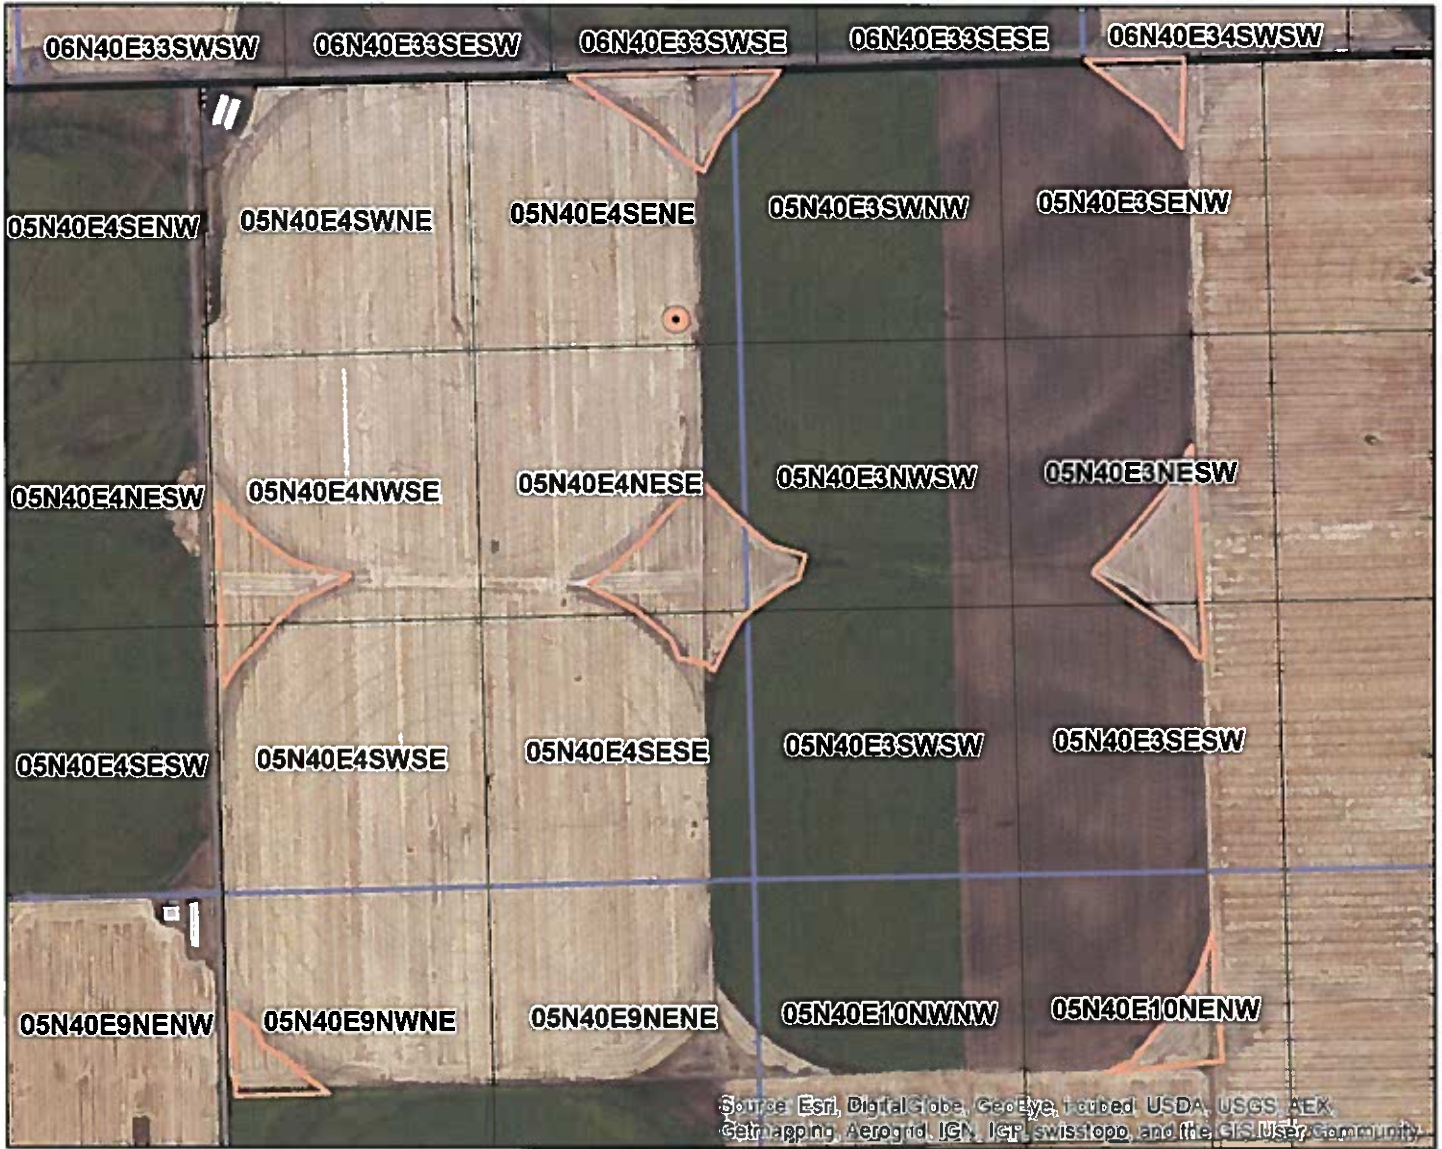 06N40E33SWSW 06N40E33SESW 06N40E33SWSE 06N40E33SESE 06N40E34SWSW
05N40E4SENW 05N40E4SWNE 05N40E4SENE 05N40E3SWNW 05N40E3SENW
05N40E4NESW 05N40E4NWSE 05N40E4NESE 05N40E3NWSW 05N40E3NESW
05N40E4SESW 05N40E4SWSE 05N40E4SESE 05N40E3SWSW 05N40E3SESW
05N40E9NENW 05N40E9NWNE 05N40E9NENE 05N40E10NWNW 05N40E10NENW
Source: Esri, DigitalGlobe, GeoEye, i-cubed, USDA, USGS, AEX,
Getmapping, Aerogrid, IGN, IGP, swisstopo, and the GIS User Community